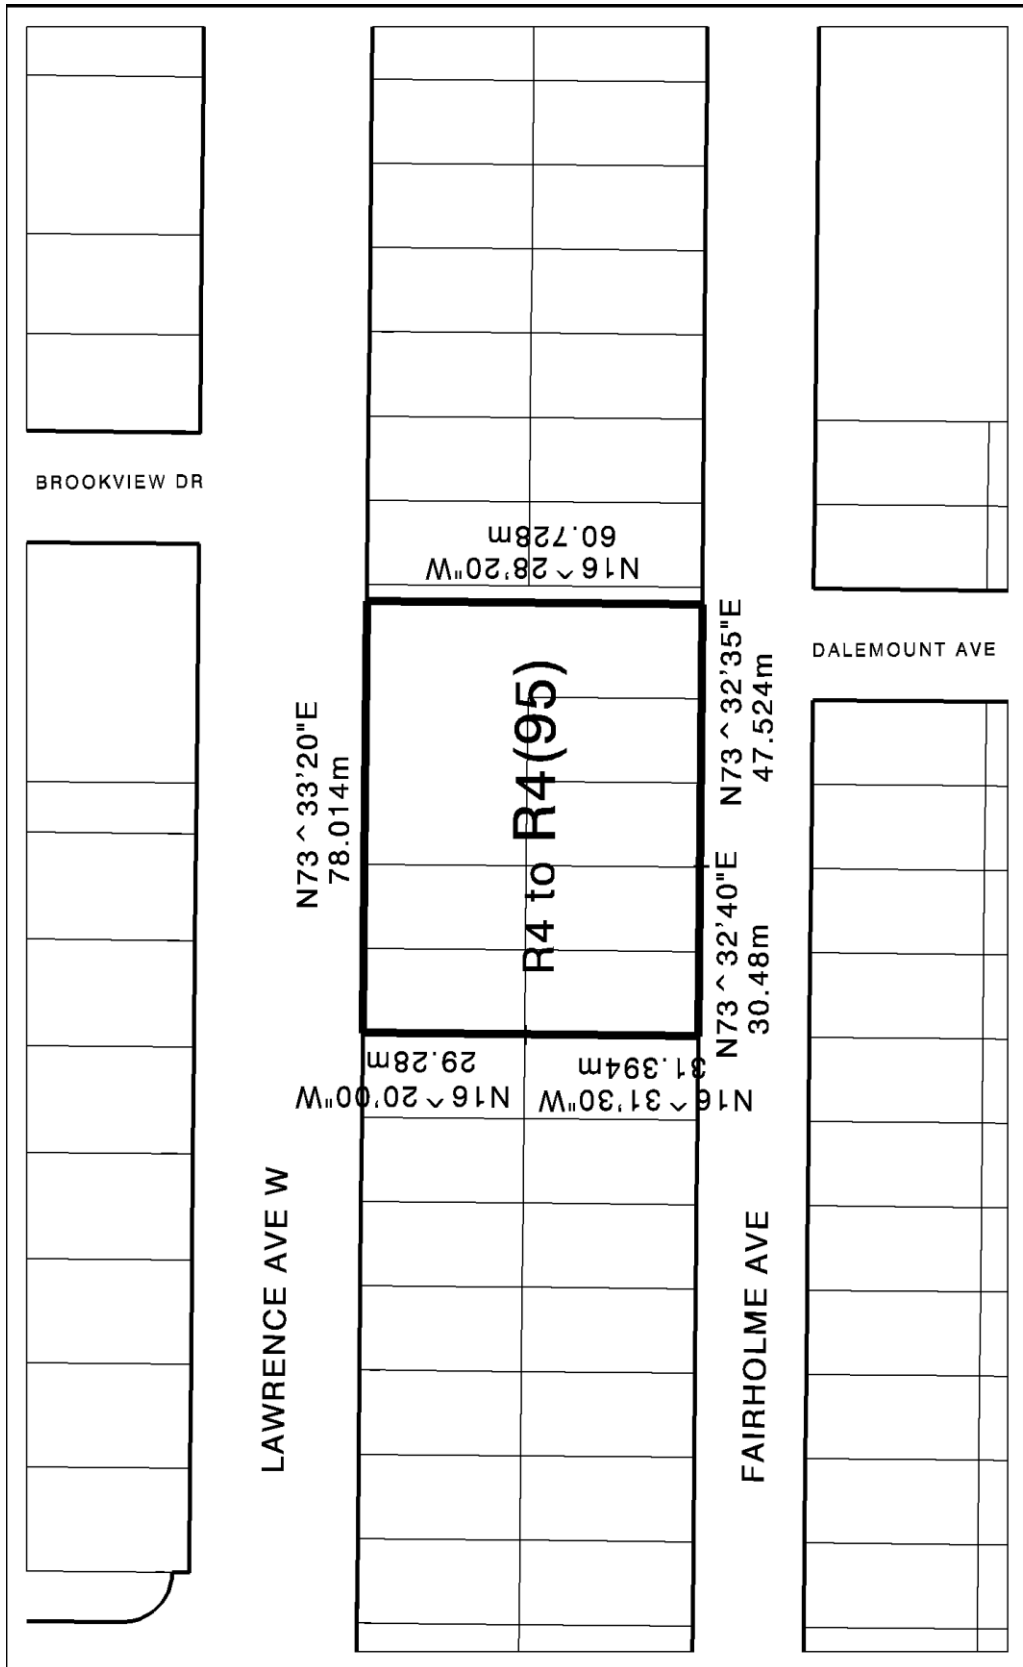 BROOKVIEW DR
N16^28'20"W
60.728m
N73^33'20"E
78.014m
R4 to R4(95)
N73^32'35"E
47.524m
DALEMOUNT AVE
N73^32'40"E
30.48m
N16^20'00"W
29.28m
N16^31'30"W
31.394m
LAWRENCE AVE W
FAIRHOLME AVE